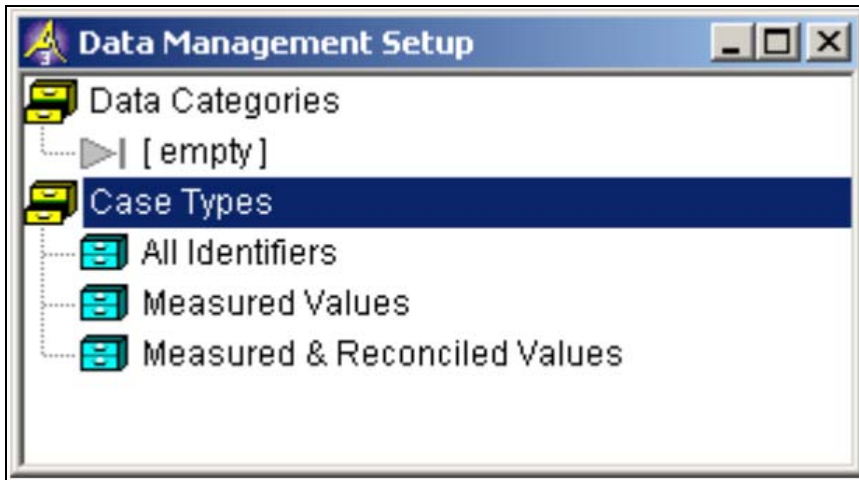 Data Management Setup
Data Categories
[ empty ]
Case Types
All Identifiers
Measured Values
Measured & Reconciled Values